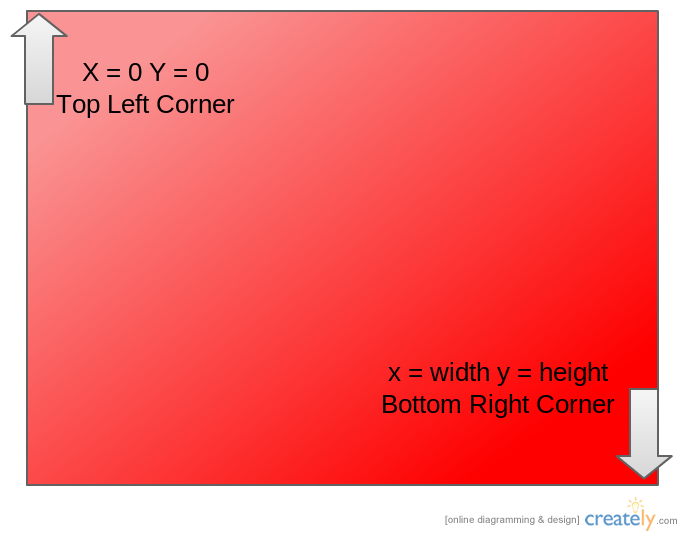 X = 0 Y = 0
Top Left Corner
x = width y = height
Bottom Right Corner
[online diagramming & design] creately.com